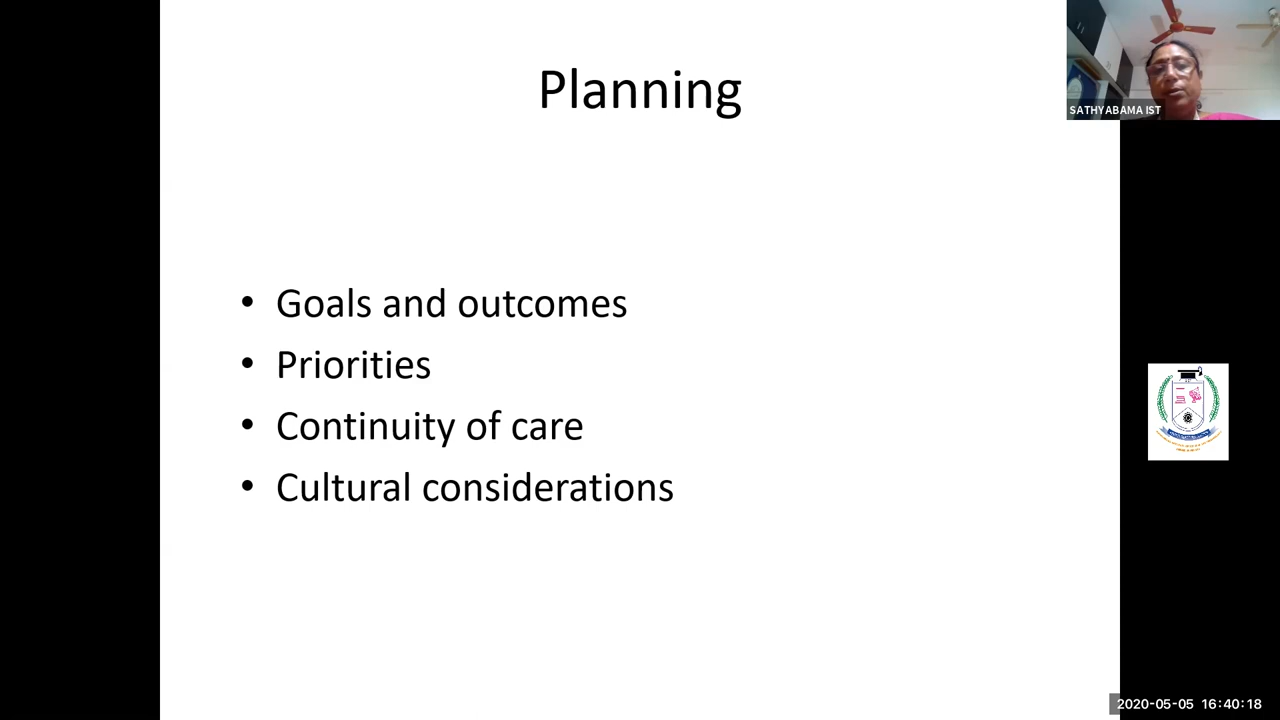 Planning
SATHYABAMA IST
• Goals and outcomes
• Priorities
• Continuity of care
• Cultural considerations
2020-05-05 16:40:18